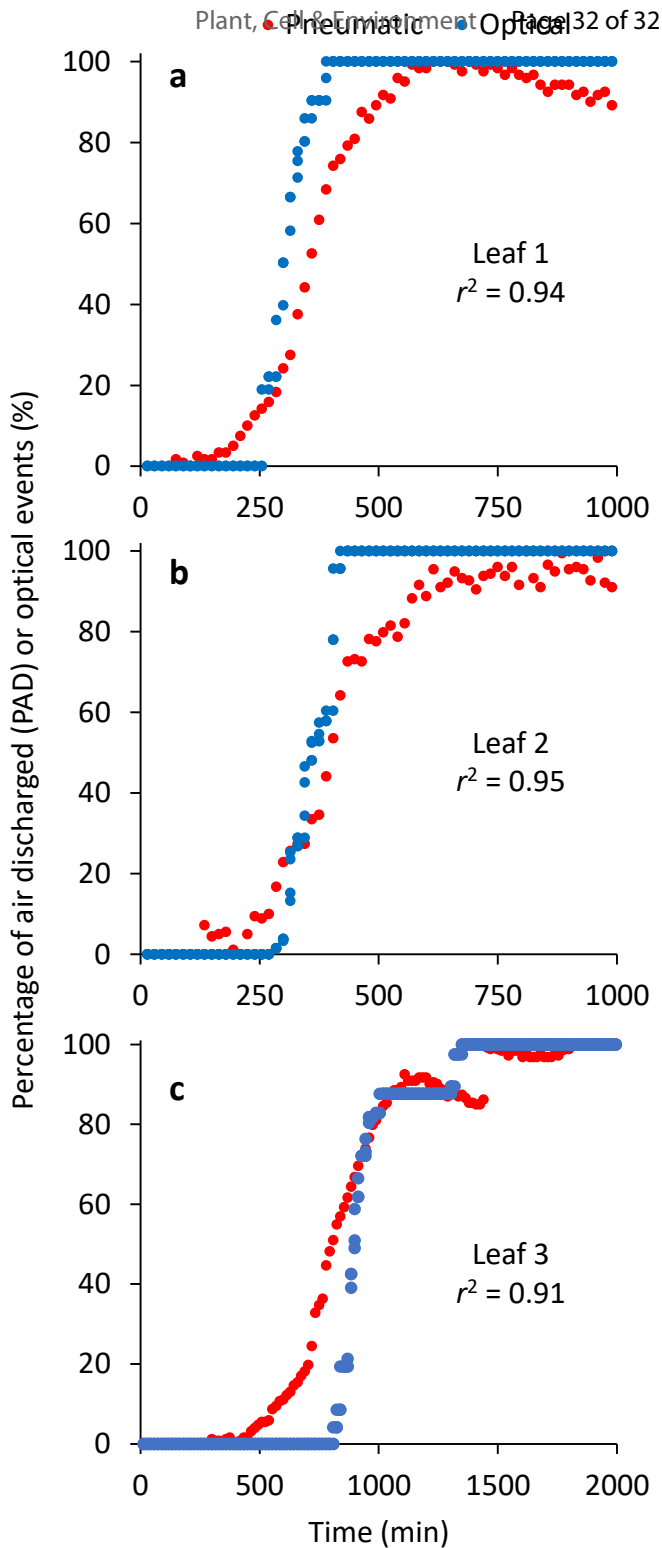 Plant, Cell & Environment Page 32 of 32
Pneumatic Optical
Percentage of air discharged (PAD) or optical events (%)
a
100
80
60
40
20
0
Leaf 1
r² = 0.94
0 250 500 750 1000
b
100
80
60
40
20
0
Leaf 2
r² = 0.95
0 250 500 750 1000
c
100
80
60
40
20
0
Leaf 3
r² = 0.91
0 500 1000 1500 2000
Time (min)